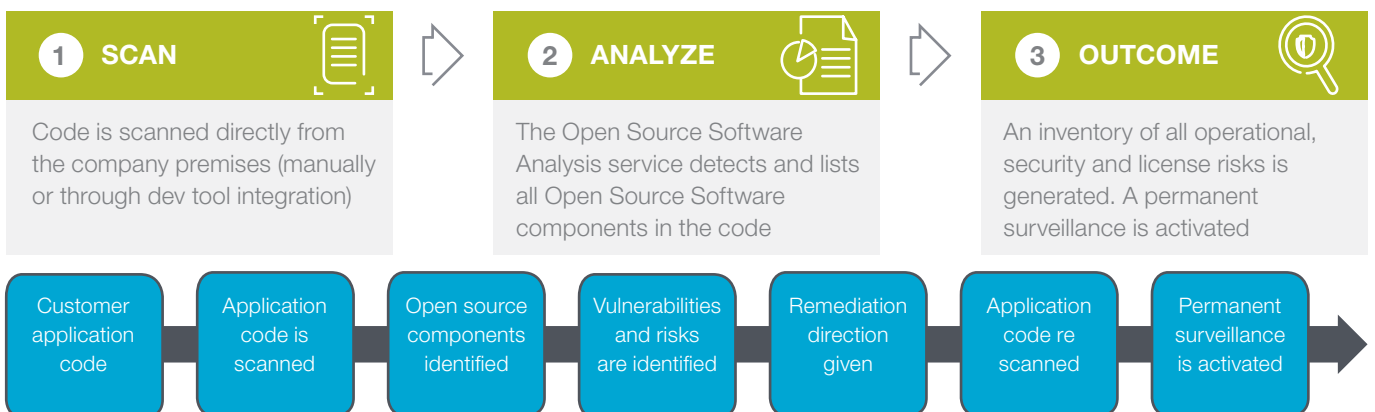 1 SCAN
Code is scanned directly from
the company premises (manually
or through dev tool integration)
2 ANALYZE
The Open Source Software
Analysis service detects and lists
all Open Source Software
components in the code
3 OUTCOME
An inventory of all operational,
security and license risks is
generated. A permanent
surveillance is activated
Customer
application
code
Application
code is
scanned
Open source
components
identified
Vulnerabilities
and risks
are identified
Remediation
direction
given
Application
code re
scanned
Permanent
surveillance
is activated